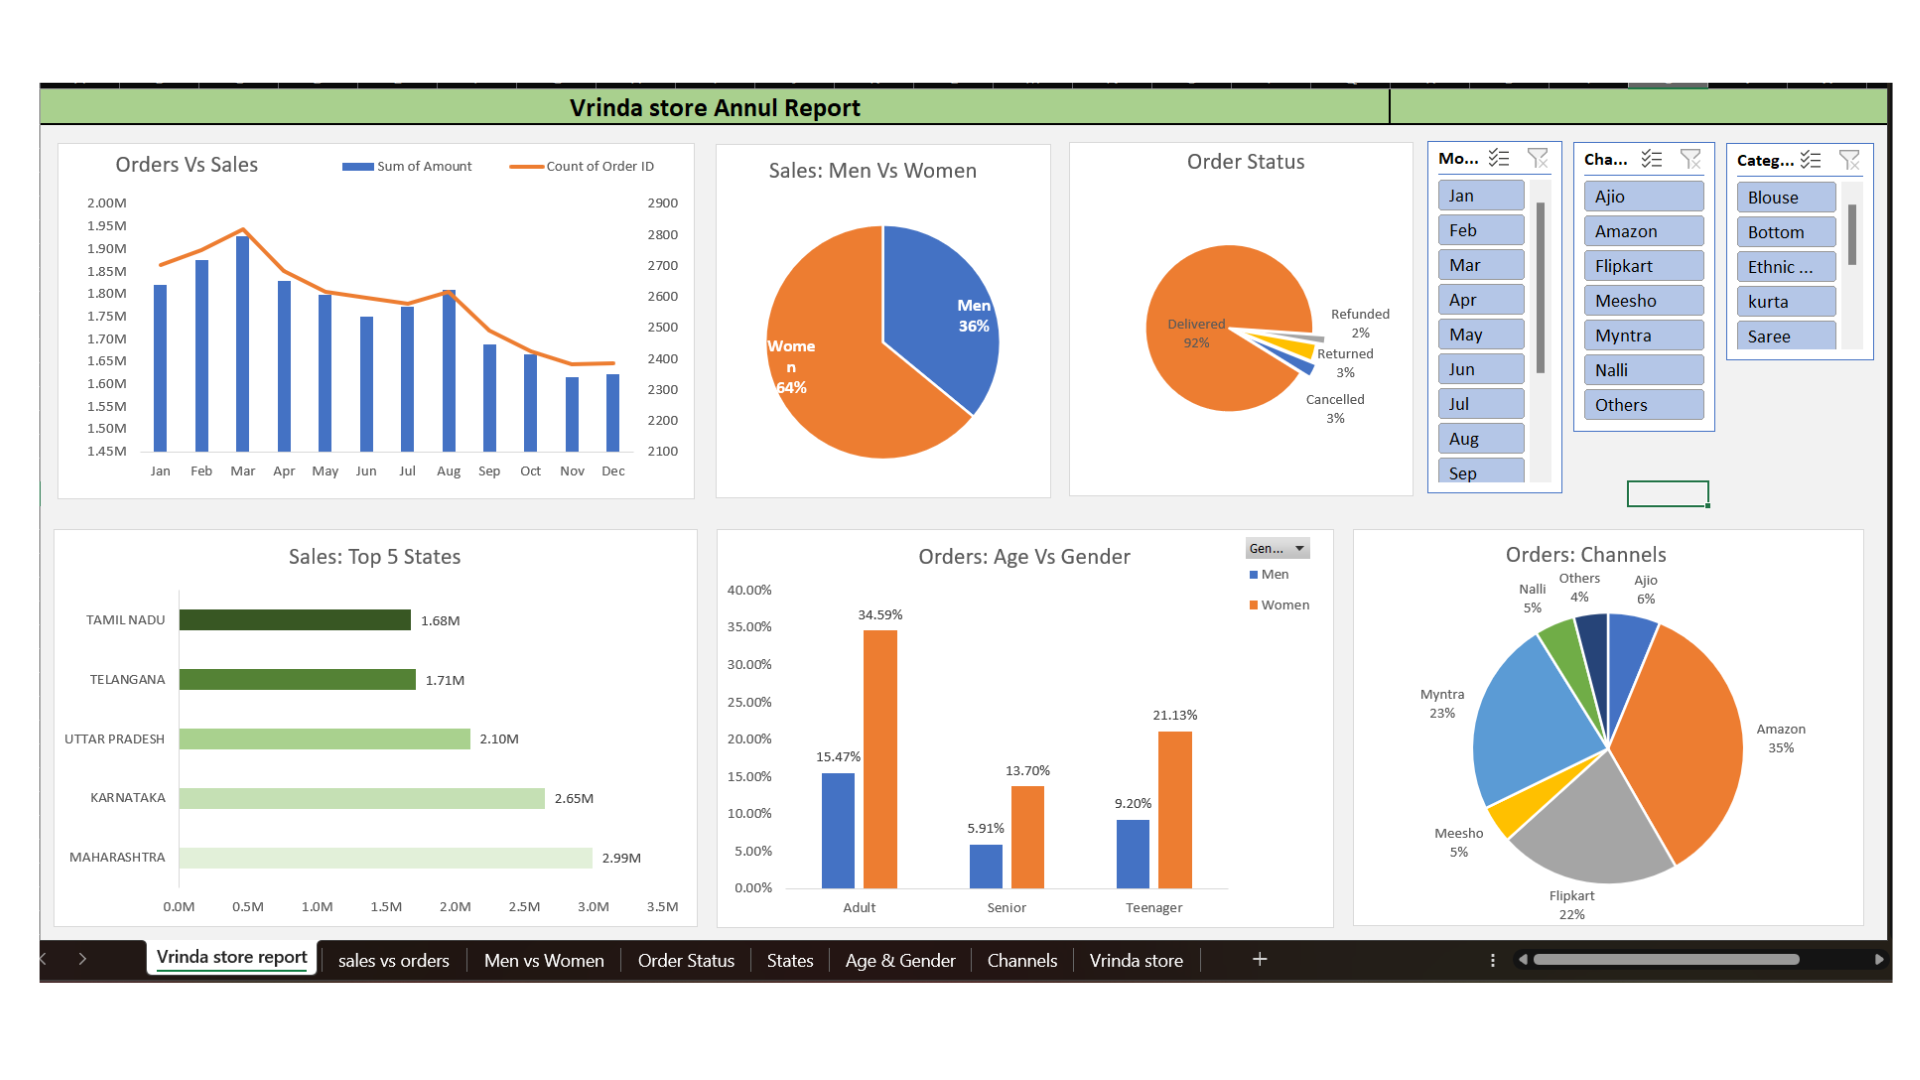 Vrinda store Annul Report
Orders Vs Sales
Sum of Amount
Count of Order ID
2.00M
1.95M
1.90M
1.85M
1.80M
1.75M
1.70M
1.65M
1.60M
1.55M
1.50M
1.45M
2900
2800
2700
2600
2500
2400
2300
2200
2100
Jan Feb Mar Apr May Jun Jul Aug Sep Oct Nov Dec
Sales: Men Vs Women
Men
36%
Wome
n
64%
Order Status
Delivered
92%
Refunded
2%
Returned
3%
Cancelled
3%
Mo...
Jan
Feb
Mar
Apr
May
Jun
Jul
Aug
Sep
Cha...
Ajio
Amazon
Flipkart
Meesho
Myntra
Nalli
Others
Categ...
Blouse
Bottom
Ethnic ...
kurta
Saree
Sales: Top 5 States
TAMIL NADU 1.68M
TELANGANA 1.71M
UTTAR PRADESH 2.10M
KARNATAKA 2.65M
MAHARASHTRA 2.99M
0.0M 0.5M 1.0M 1.5M 2.0M 2.5M 3.0M 3.5M
Orders: Age Vs Gender
Gen...
Men
Women
40.00%
35.00%
30.00%
25.00%
20.00%
15.00%
10.00%
5.00%
0.00%
15.47%
34.59%
5.91%
13.70%
9.20%
21.13%
Adult Senior Teenager
Orders: Channels
Ajio
6%
Amazon
35%
Flipkart
22%
Meesho
5%
Myntra
23%
Nalli
5%
Others
4%
Vrinda store report sales vs orders Men vs Women Order Status States Age & Gender Channels Vrinda store